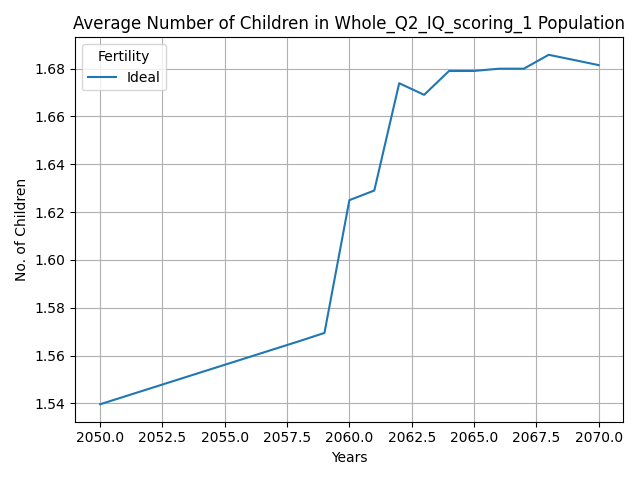 Average Number of Children in Whole_Q2_IQ_scoring_1 Population
Fertility
Ideal
No. of Children
1.68
1.66
1.64
1.62
1.60
1.58
1.56
1.54
2050.0 2052.5 2055.0 2057.5 2060.0 2062.5 2065.0 2067.5 2070.0
Years